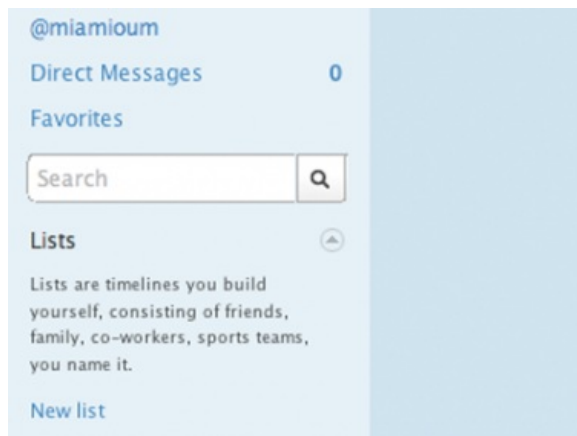 @miamioum
Direct Messages 0
Favorites
Search
Lists
Lists are timelines you build
yourself, consisting of friends,
family, co-workers, sports teams,
you name it.
New list